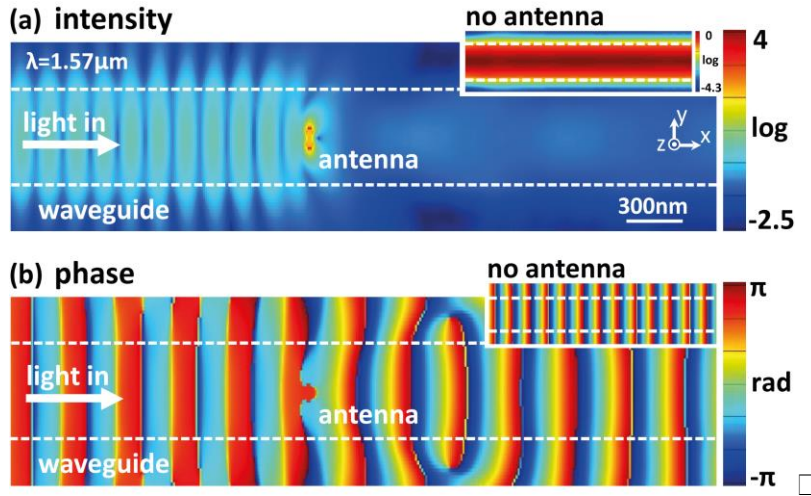 (a) intensity
no antenna
λ=1.57μm
0
log
-4.3
4
log
-2.5
light in
antenna
y
x
z
waveguide
300nm
(b) phase
no antenna
π
rad
-π
light in
antenna
waveguide